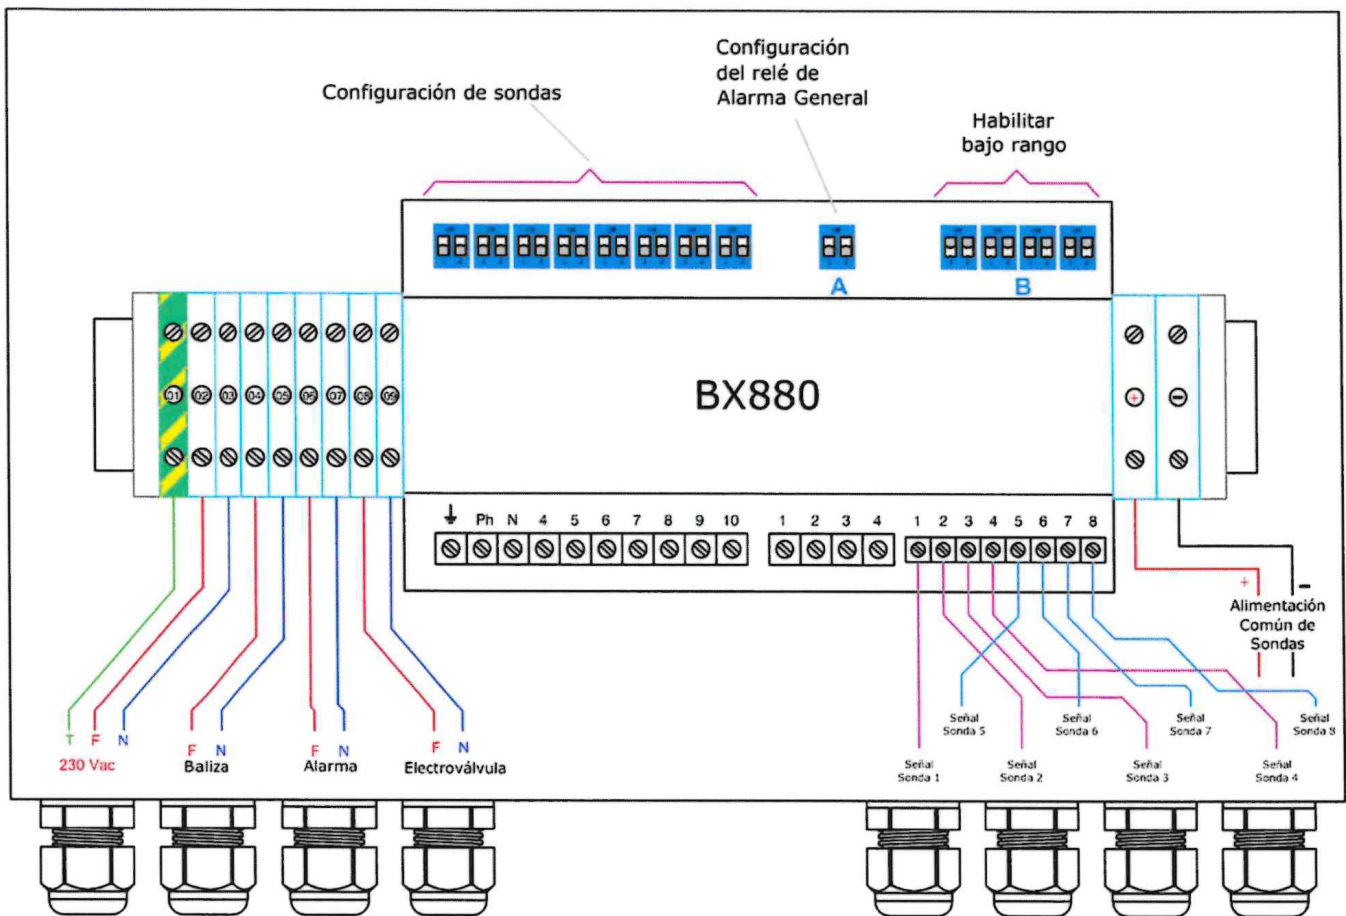 Configuración
del relé de
Alarma General
Configuración de sondas
Habilitar
bajo rango
A
B
01 02 03 04 05 06 07 08 09
BX880
+ -
Ph N 4 5 6 7 8 9 10
1 2 3 4
1 2 3 4 5 6 7 8
+ -
Alimentación
Común de
Sondas
T F N
230 Vac
F N
Baliza
F N
Alarma
F N
Electroválvula
Señal
Sonda 5
Señal
Sonda 6
Señal
Sonda 7
Señal
Sonda 8
Señal
Sonda 1
Señal
Sonda 2
Señal
Sonda 3
Señal
Sonda 4